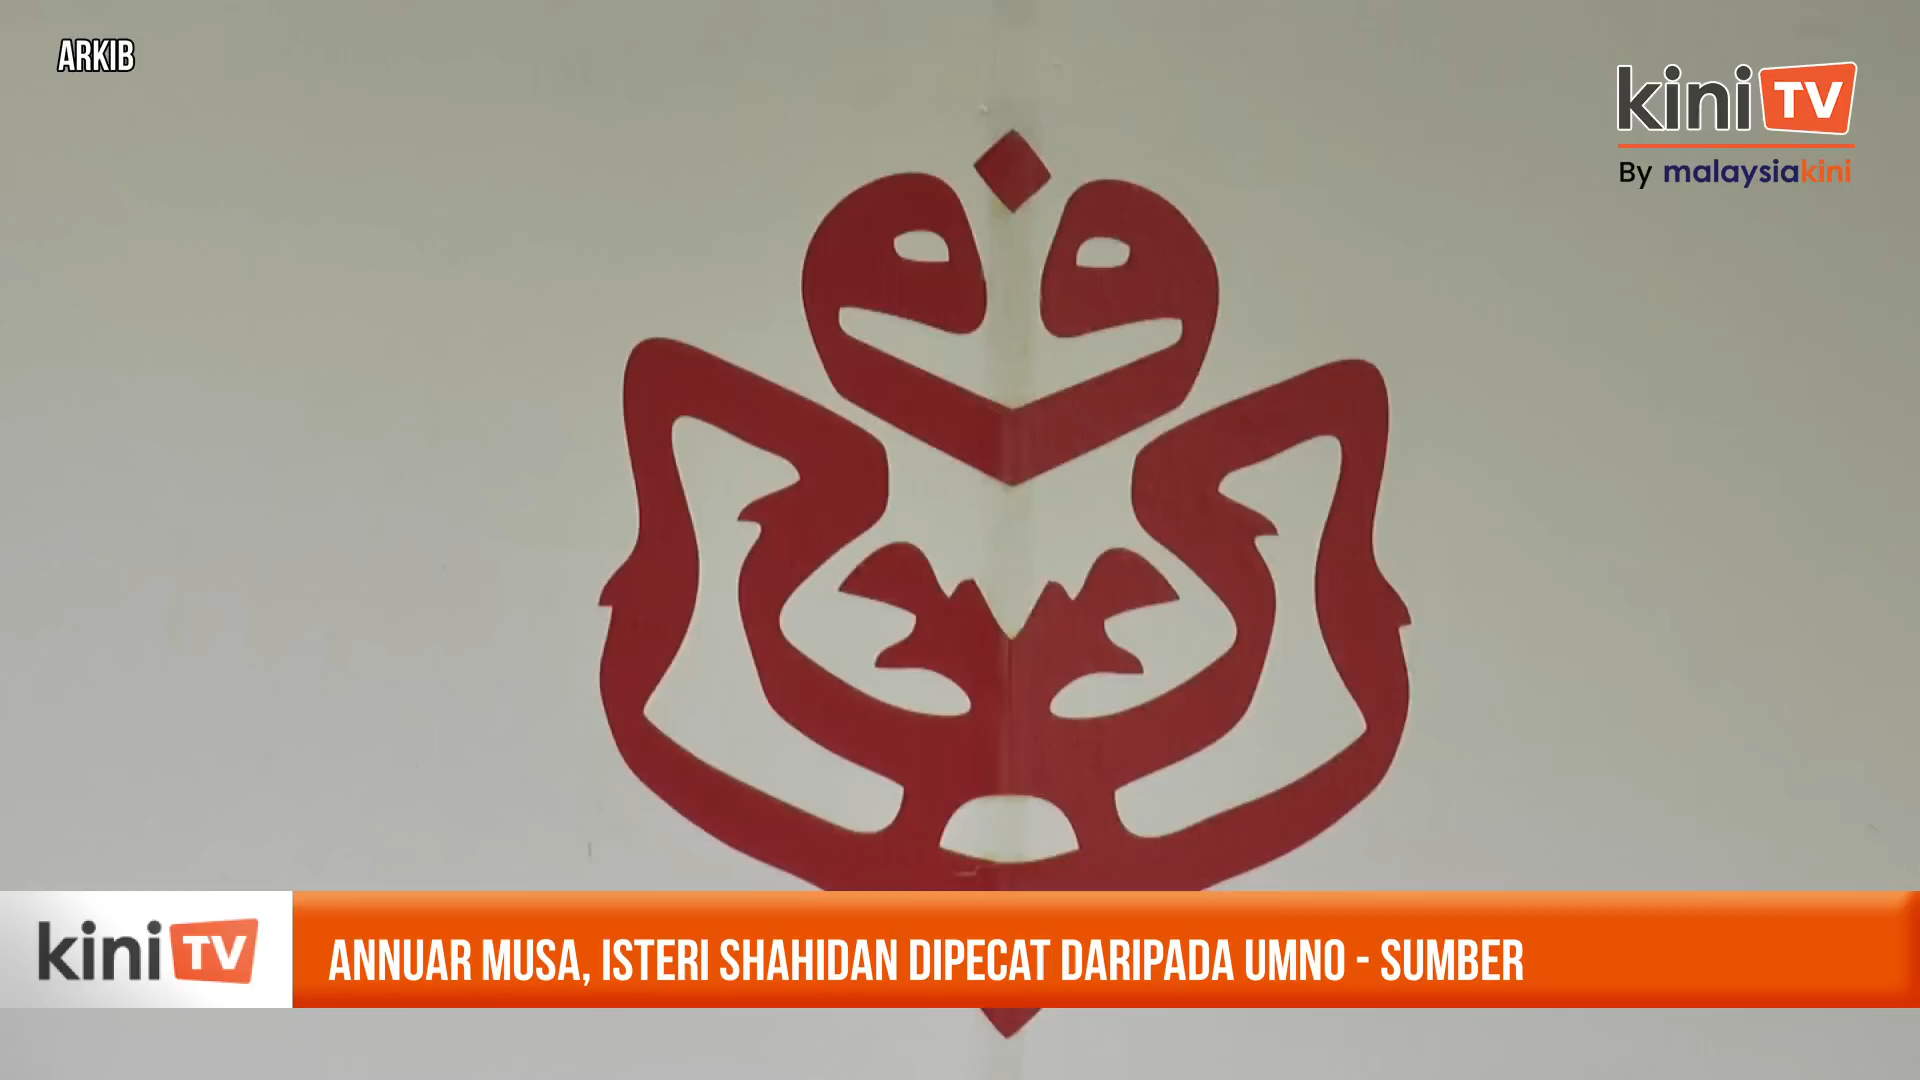 ARKIB
kini TV
By malaysiakini
kini TV
ANNUAR MUSA, ISTERI SHAHIDAN DIPECAT DARIPADA UMNO - SUMBER